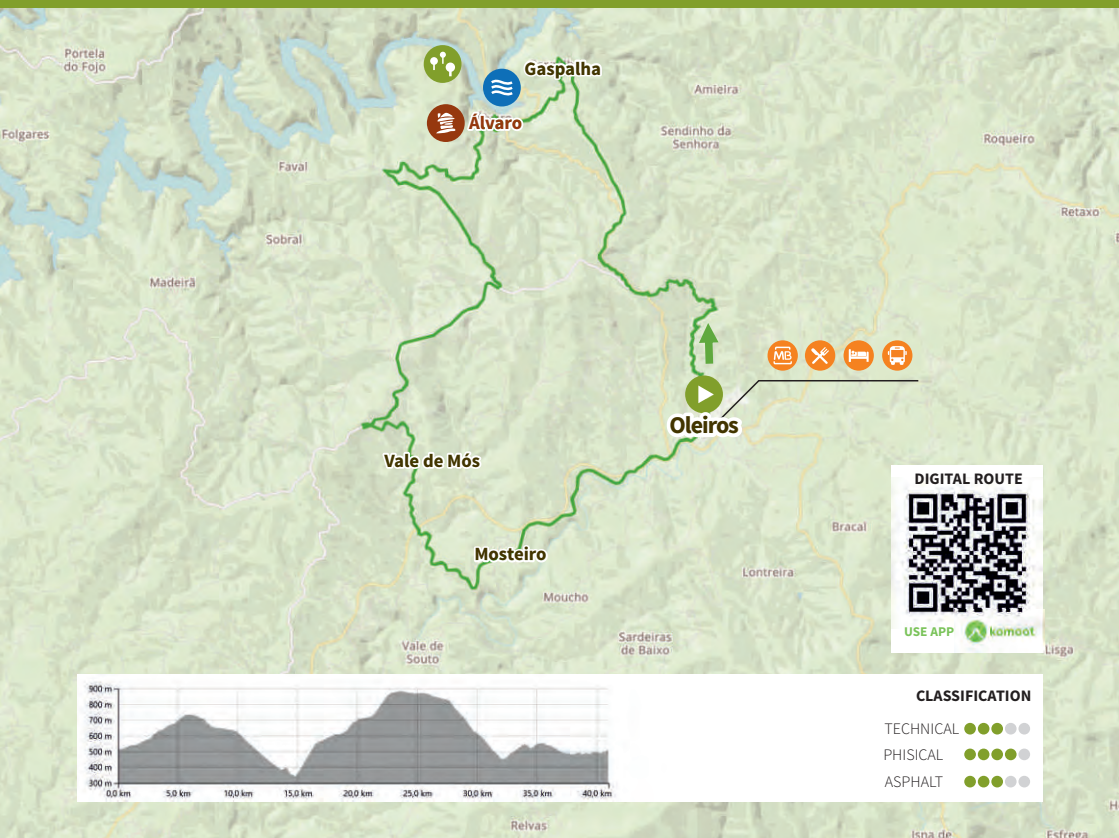 Portela
do Fojo
Gaspalha
Amieira
Álvaro
Folgares
Sendinho da
Senhora
Roqueiro
Faval
Retaxo
Sobral
Madeirã
MB
Oleiros
Vale de Mós
DIGITAL ROUTE
Bracal
Mosteiro
Lontreira
Moucho
USE APP
komoot
Vale de
Souto
Sardeiras
de Baixo
Lisga
900 m
800 m
700 m
600 m
500 m
400 m
300 m
0,0 km
5,0 km
10,0 km
15,0 km
20,0 km
25,0 km
30,0 km
35,0 km
40,0 km
CLASSIFICATION
TECHNICAL
PHISICAL
ASPHALT
Relvas
Isna de
Esfrega